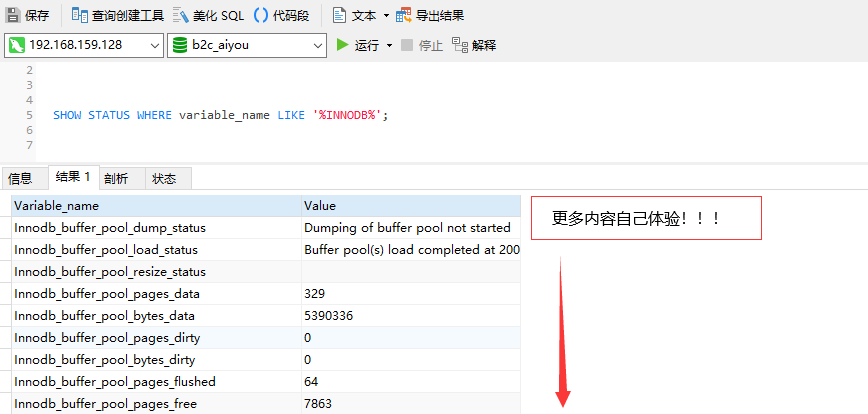 保存 查询创建工具 美化 SQL 代码段 文本 导出结果
192.168.159.128 b2c_aiyou 运行 停止 解释
2
3
4
5 SHOW STATUS WHERE variable_name LIKE '%INNODB%';
6
7
信息 结果 1 剖析 状态
Variable_name Value
更多内容自己体验！！！
Innodb_buffer_pool_dump_status Dumping of buffer pool not started
Innodb_buffer_pool_load_status Buffer pool(s) load completed at 200
Innodb_buffer_pool_resize_status
Innodb_buffer_pool_pages_data 329
Innodb_buffer_pool_bytes_data 5390336
Innodb_buffer_pool_pages_dirty 0
Innodb_buffer_pool_bytes_dirty 0
Innodb_buffer_pool_pages_flushed 64
Innodb_buffer_pool_pages_free 7863